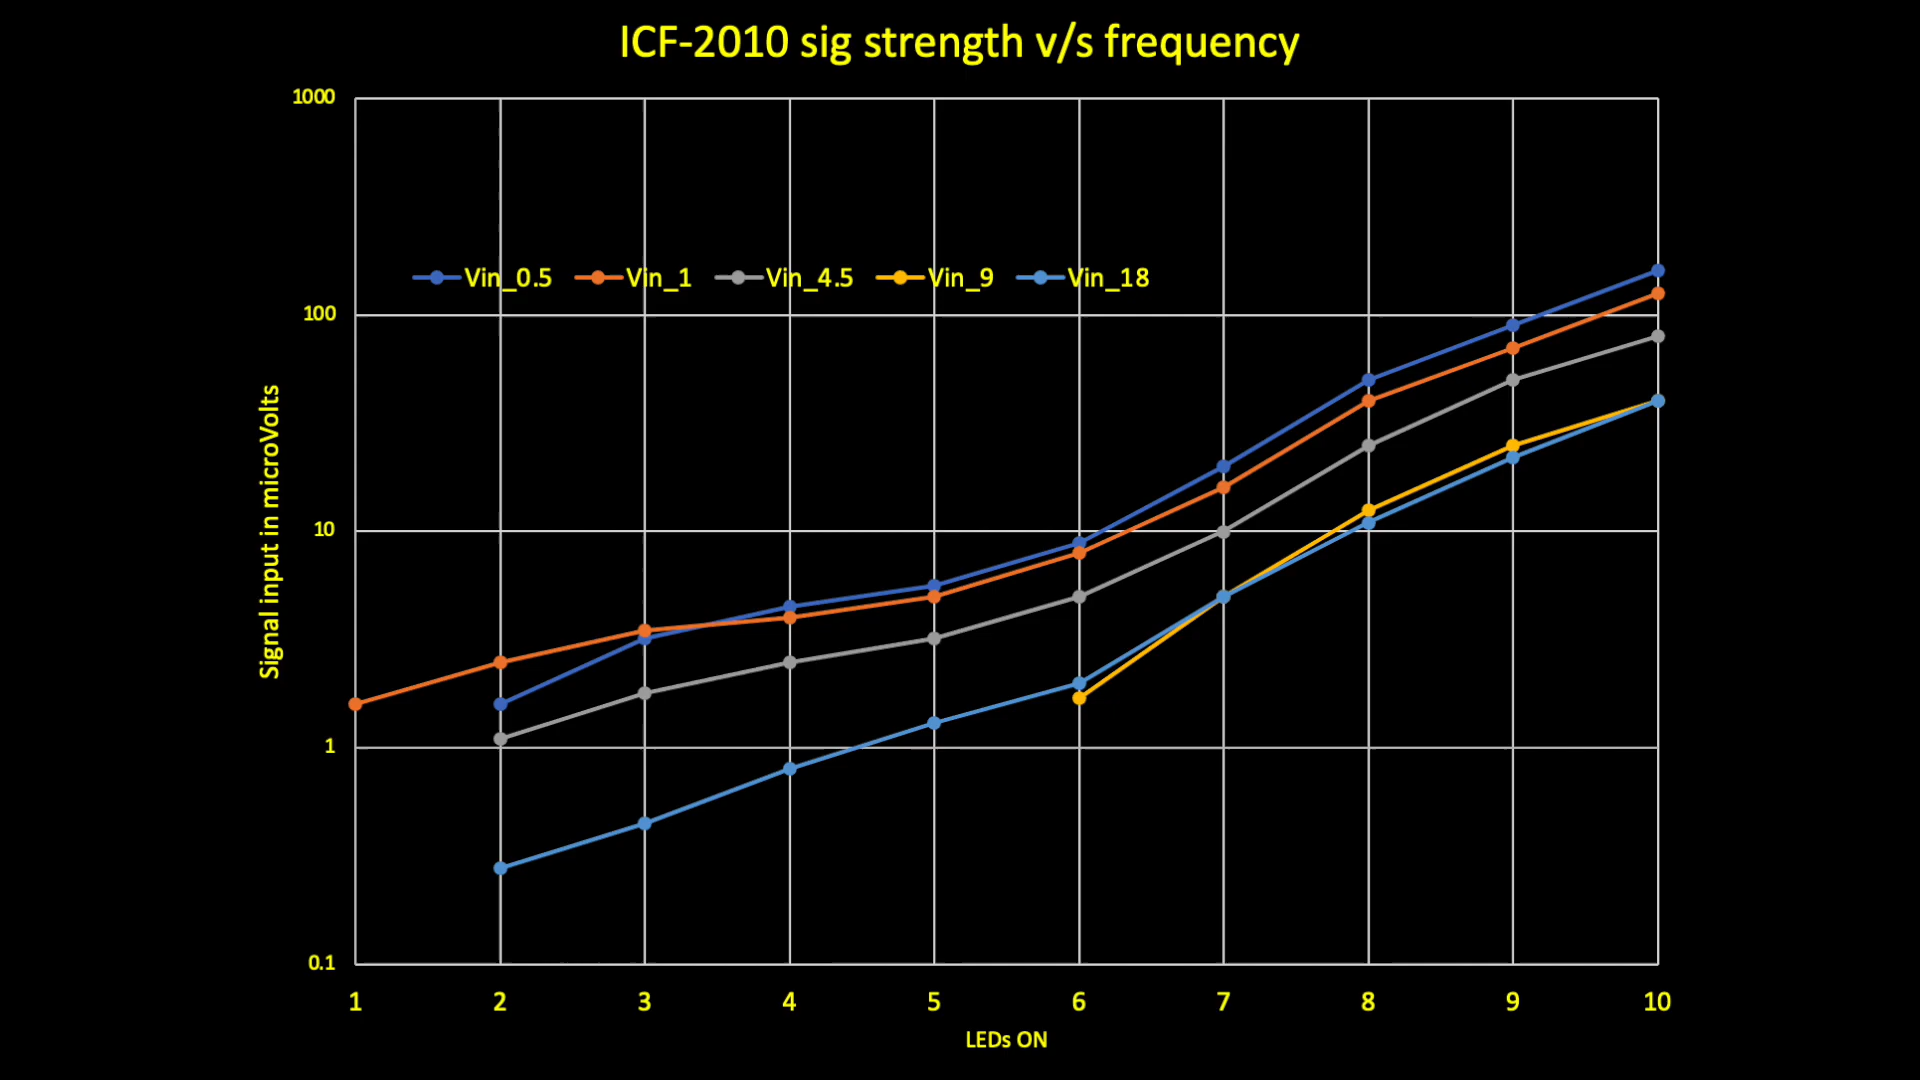 ICF-2010 sig strength v/s frequency
1000
Vin_0.5 Vin_1 Vin_4.5 Vin_9 Vin_18
100
Signal input in microVolts
10
1
0.1
1 2 3 4 5 6 7 8 9 10
LEDs ON